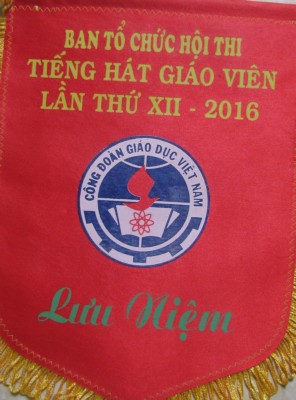 BAN TỔ CHỨC HỘI THI
TIẾNG HÁT GIÁO VIÊN
LẦN THỨ XII - 2016
CÔNG ĐOÀN GIÁO DỤC VIỆT NAM
Lưu Niệm